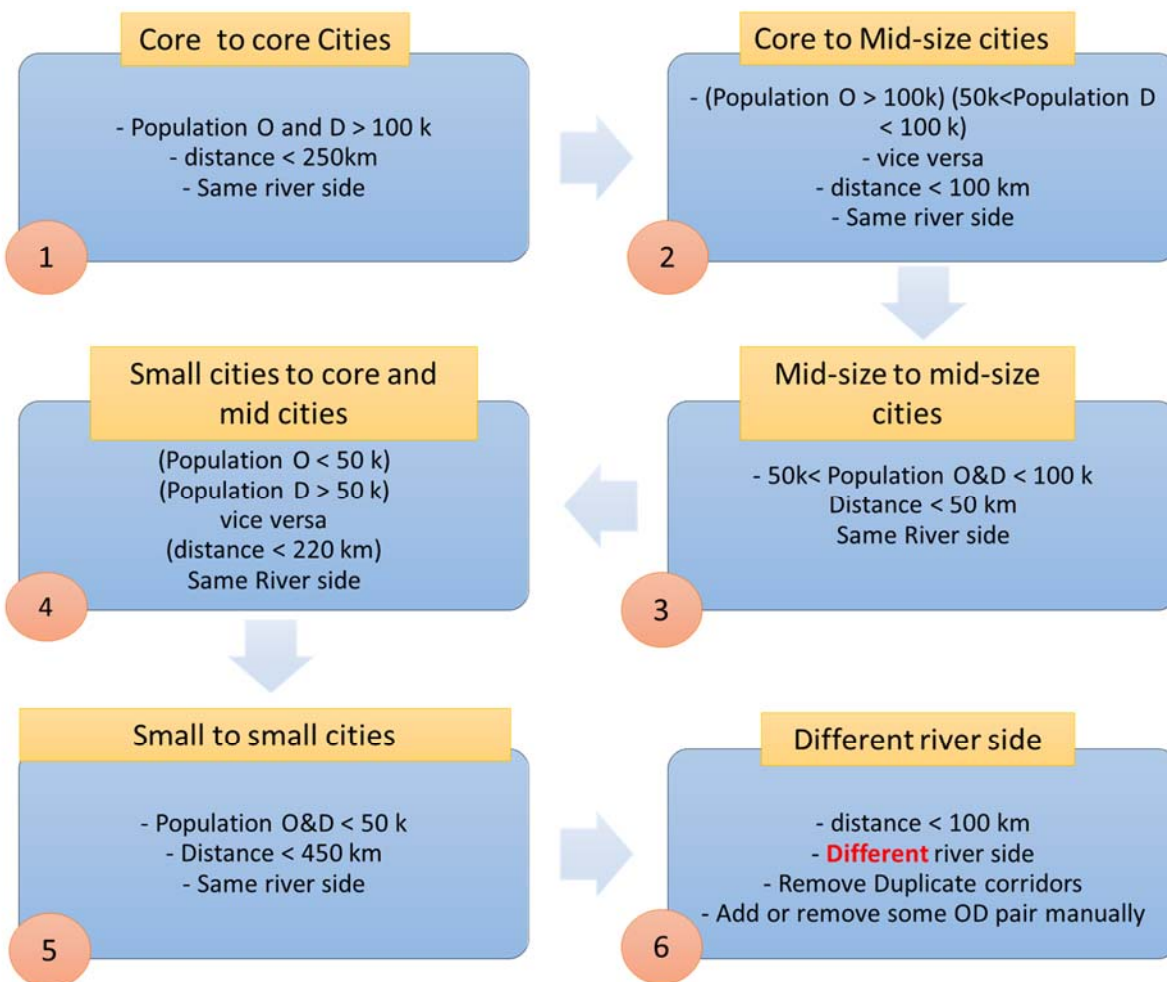 Core to core Cities
- Population O and D > 100 k
- distance < 250km
- Same river side
1
Core to Mid-size cities
- (Population O > 100k) (50k<Population D
< 100 k)
- vice versa
- distance < 100 km
- Same river side
2
Mid-size to mid-size
cities
- 50k< Population O&D < 100 k
Distance < 50 km
Same River side
3
Small cities to core and
mid cities
(Population O < 50 k)
(Population D > 50 k)
vice versa
(distance < 220 km)
Same River side
4
Small to small cities
- Population O&D < 50 k
- Distance < 450 km
- Same river side
5
Different river side
- distance < 100 km
- Different river side
- Remove Duplicate corridors
- Add or remove some OD pair manually
6